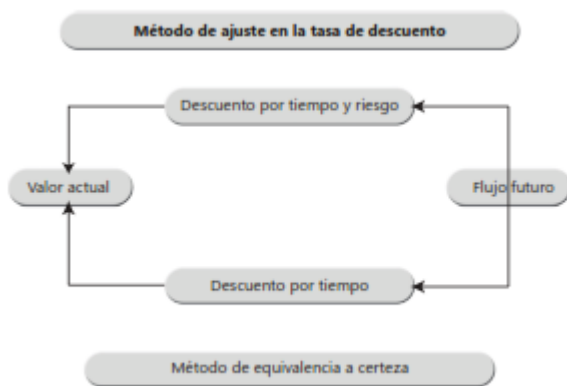 Método de ajuste en la tasa de descuento
Descuento por tiempo y riesgo
Valor actual
Flujo futuro
Descuento por tiempo
Método de equivalencia a certeza